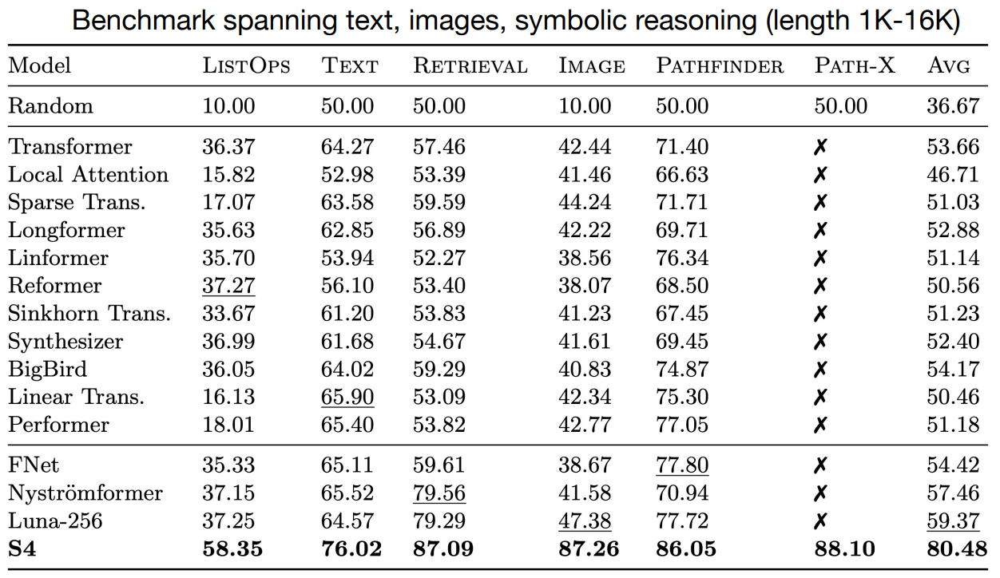 Benchmark spanning text, images, symbolic reasoning (length 1K-16K)
Model ListOps Text Retrieval Image Pathfinder Path-X Avg
Random 10.00 50.00 50.00 10.00 50.00 50.00 36.67
Transformer 36.37 64.27 57.46 42.44 71.40 ✗ 53.66
Local Attention 15.82 52.98 53.39 41.46 66.63 ✗ 46.71
Sparse Trans. 17.07 63.58 59.59 44.24 71.71 ✗ 51.03
Longformer 35.63 62.85 56.89 42.22 69.71 ✗ 52.88
Linformer 35.70 53.94 52.27 38.56 76.34 ✗ 51.14
Reformer 37.27 56.10 53.40 38.07 68.50 ✗ 50.56
Sinkhorn Trans. 33.67 61.20 53.83 41.23 67.45 ✗ 51.23
Synthesizer 36.99 61.68 54.67 41.61 69.45 ✗ 52.40
BigBird 36.05 64.02 59.29 40.83 74.87 ✗ 54.17
Linear Trans. 16.13 65.90 53.09 42.34 75.30 ✗ 50.46
Performer 18.01 65.40 53.82 42.77 77.05 ✗ 51.18
FNet 35.33 65.11 59.61 38.67 77.80 ✗ 54.42
Nyströmformer 37.15 65.52 79.56 41.58 70.94 ✗ 57.46
Luna-256 37.25 64.57 79.29 47.38 77.72 ✗ 59.37
S4 58.35 76.02 87.09 87.26 86.05 88.10 80.48